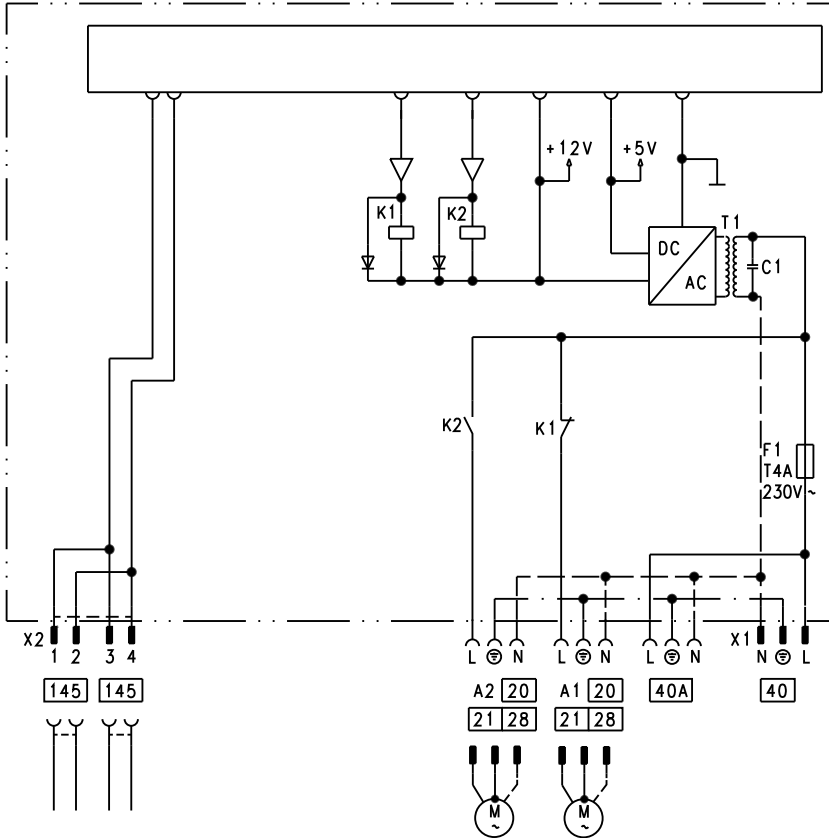 +12V +5V
K1 K2 T1
DC
AC C1
K2 K1
F1
T4A
230V~
X2 X1
1 2 3 4 L N L N L N N L
145 145 A2 20 A1 20 40A 40
21 28 21 28
M M
~ ~